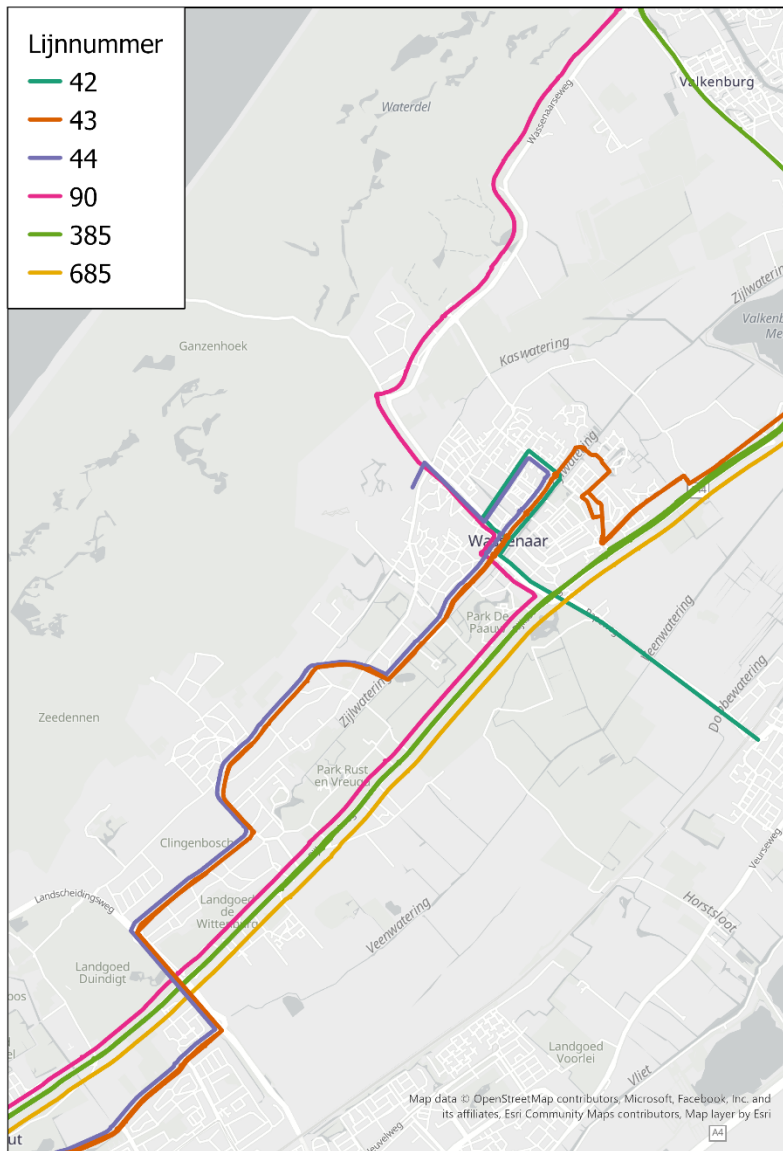 Lijnnummer
42
43
44
90
385
685
Waterdel
Valkenburg
Wassenaarseweg
Zijlwatering
Ganzenhoek
Kaswatering
Wassenaar
Park De
Zeedennen
Zijlwatering
Park Rust
en Vreugd
Clingenbosch
Veurseweg
Landscheidingsweg
Landgoed
de
Wittenburg
Horstsloot
Veenwatering
Landgoed
Duindigt
Landgoed
Voorlei
Vliet
Map data © OpenStreetMap contributors, Microsoft, Facebook, Inc. and
its affiliates, Esri Community Maps contributors, Map layer by Esri
A4